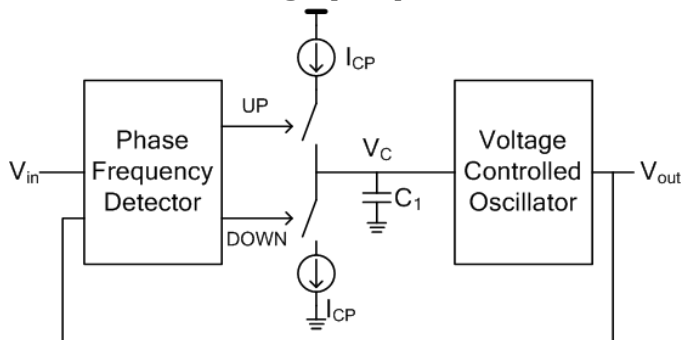 I_CP
UP
Phase
Frequency
Detector
V_in
V_C
Voltage
Controlled
Oscillator
V_out
C_1
DOWN
I_CP